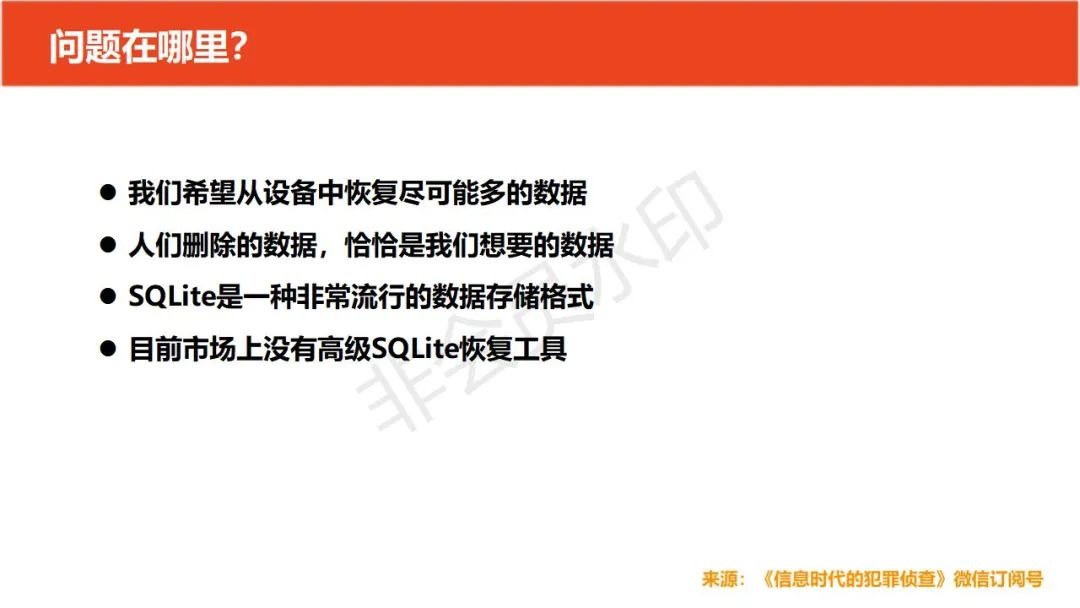 问题在哪里?
● 我们希望从设备中恢复尽可能多的数据
● 人们删除的数据，恰恰是我们想要的数据
● SQLite是一种非常流行的数据存储格式
● 目前市场上没有高级SQLite恢复工具
非会员水印
来源：《信息时代的犯罪侦查》微信订阅号